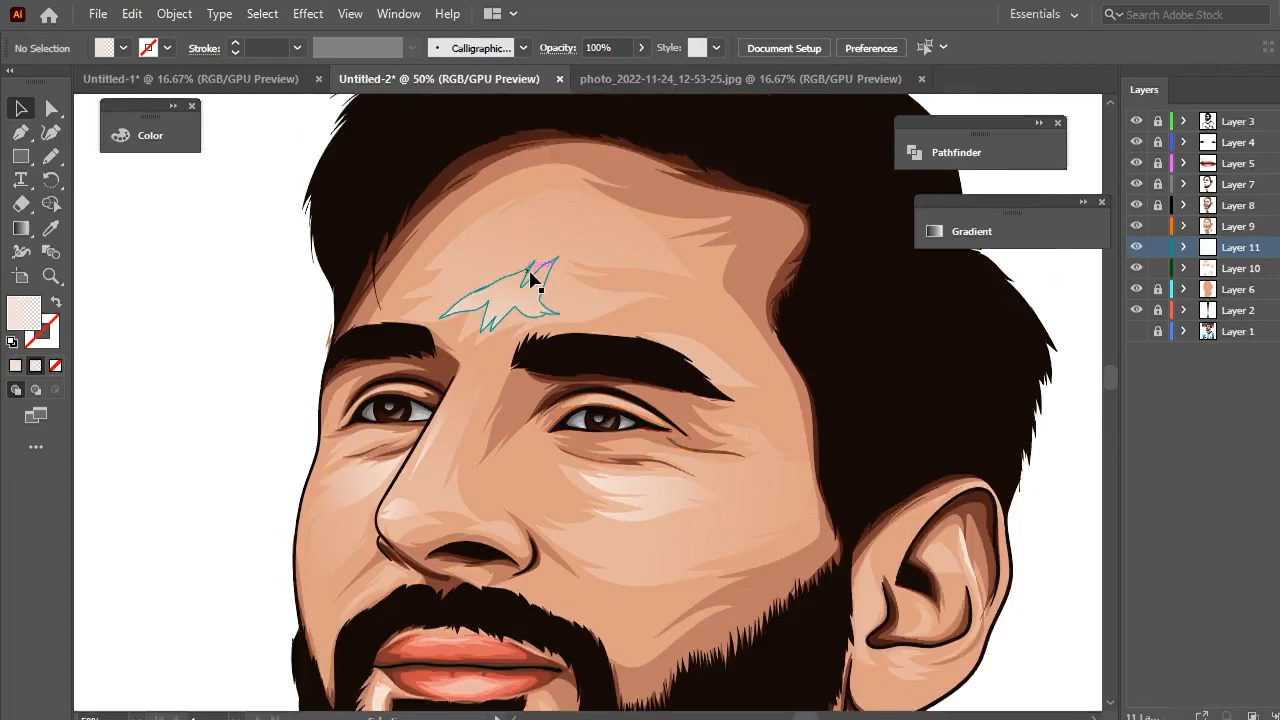 Ai File Edit Object Type Select Effect View Window Help Essentials Search Adobe Stock
No Selection Stroke: Calligraphic... Opacity: 100% Style: Document Setup Preferences
Untitled-1* @ 16.67% (RGB/GPU Preview) × Untitled-2* @ 50% (RGB/GPU Preview) × photo_2022-11-24_12-53-25.jpg @ 16.67% (RGB/GPU Preview) ×
Layers
Color
Pathfinder
Gradient
Layer 3
Layer 4
Layer 5
Layer 7
Layer 8
Layer 9
Layer 11
Layer 10
Layer 6
Layer 2
Layer 1